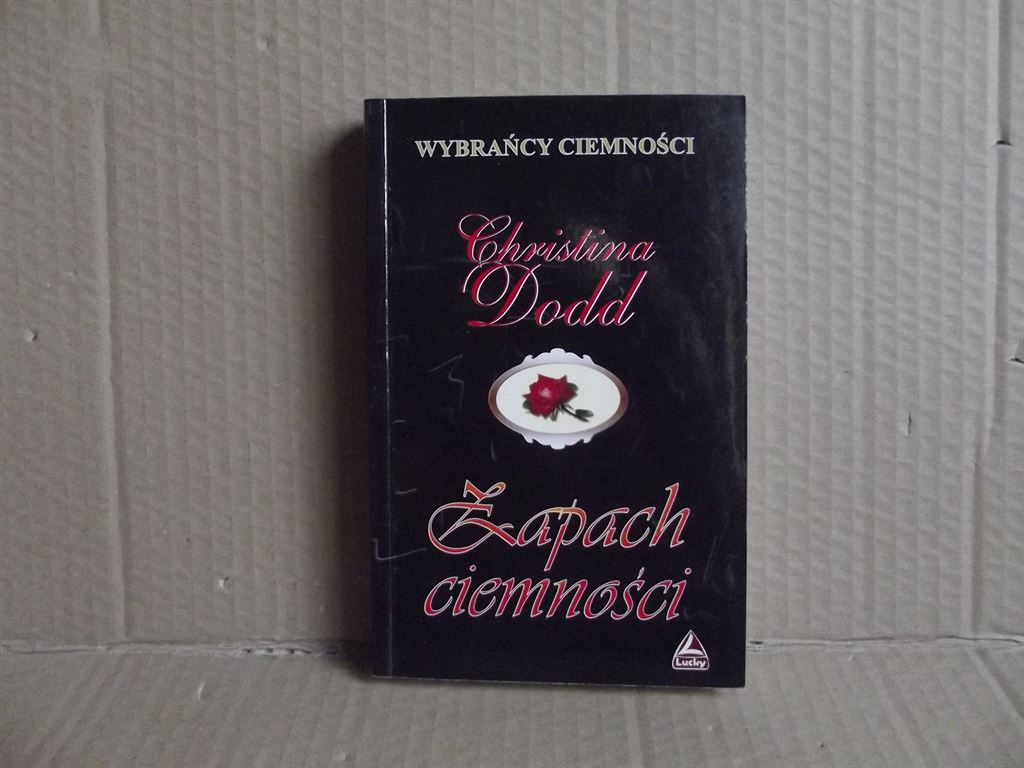 WYBRAŃCY CIEMNOŚCI
Christina
Dodd
Zapach
ciemności
Lucky